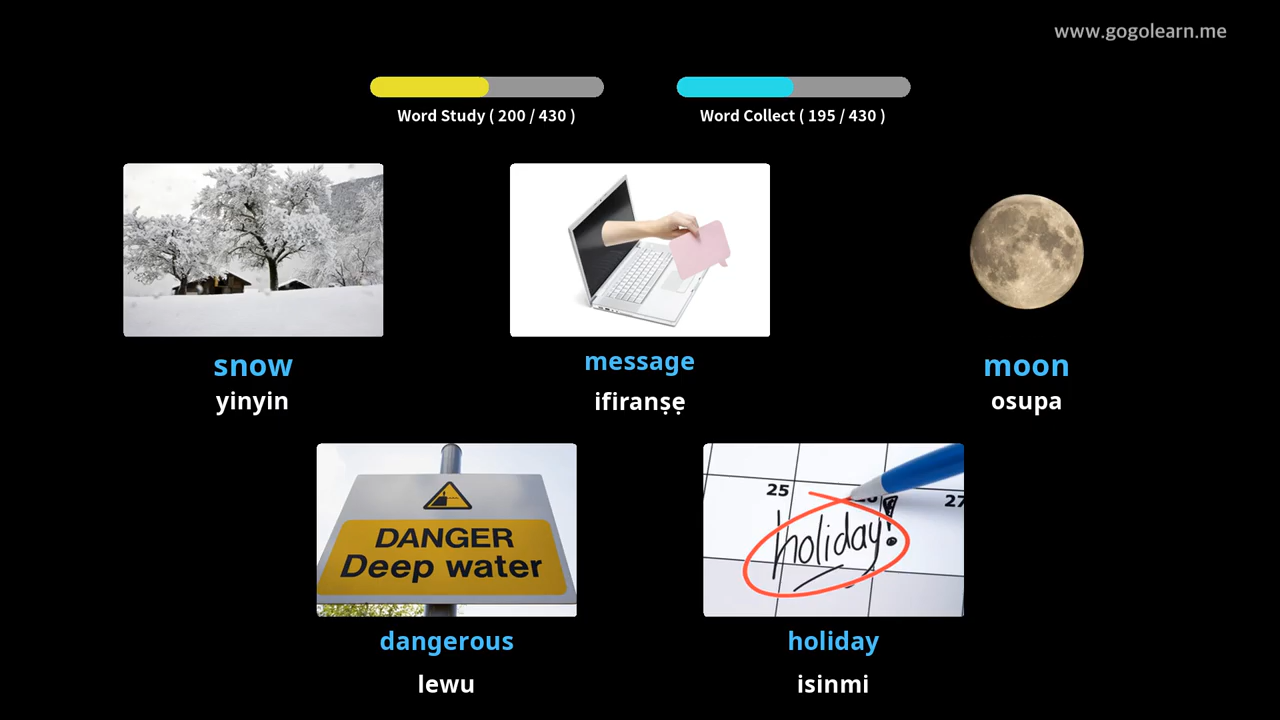 www.gogolearn.me
Word Study ( 200 / 430 )
Word Collect ( 195 / 430 )
snow
yinyin
message
ifiranṣẹ
moon
osupa
DANGER
Deep water
dangerous
lewu
25
27
holiday!
holiday
isinmi